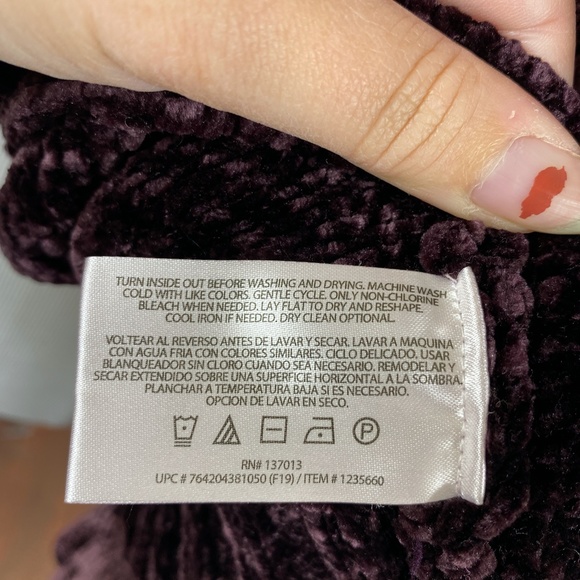 TURN INSIDE OUT BEFORE WASHING AND DRYING. MACHINE WASH
COLD WITH LIKE COLORS. GENTLE CYCLE. ONLY NON-CHLORINE
BLEACH WHEN NEEDED. LAY FLAT TO DRY AND RESHAPE.
COOL IRON IF NEEDED. DRY CLEAN OPTIONAL.
VOLTEAR AL REVERSO ANTES DE LAVAR Y SECAR. LAVAR A MAQUINA
CON AGUA FRIA CON COLORES SIMILARES. CICLO DELICADO. USAR
BLANQUEADOR SIN CLORO CUANDO SEA NECESARIO. REMODELAR Y
SECAR EXTENDIDO SOBRE UNA SUPERFICIE HORIZONTAL A LA SOMBRA.
PLANCHAR A TEMPERATURA BAJA SI ES NECESARIO.
OPCION DE LAVAR EN SECO.
P
RN# 137013
UPC # 764204381050 (F19) / ITEM # 1235660